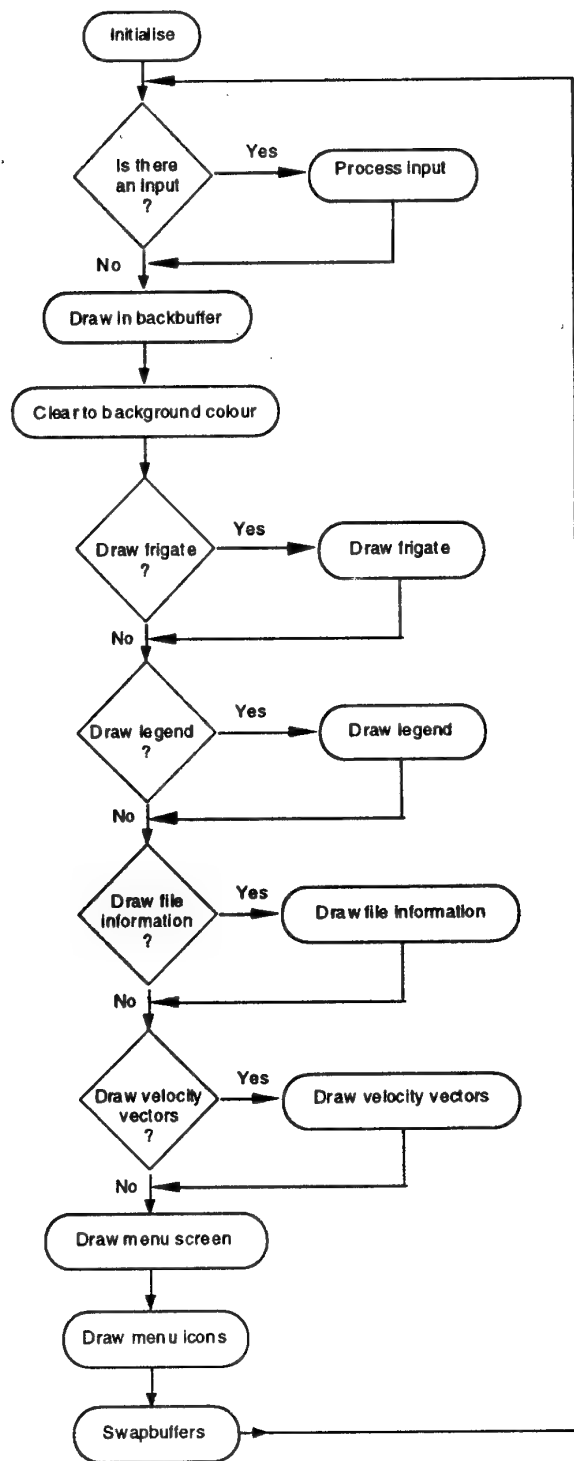 Initialise
Is there
an input
?
Yes
Process input
No
Draw in backbuffer
Clear to background colour
Draw frigate
?
Yes
Draw frigate
No
Draw legend
?
Yes
Draw legend
No
Draw file
information
?
Yes
Draw file information
No
Draw velocity
vectors
?
Yes
Draw velocity vectors
No
Draw menu screen
Draw menu icons
Swapbuffers